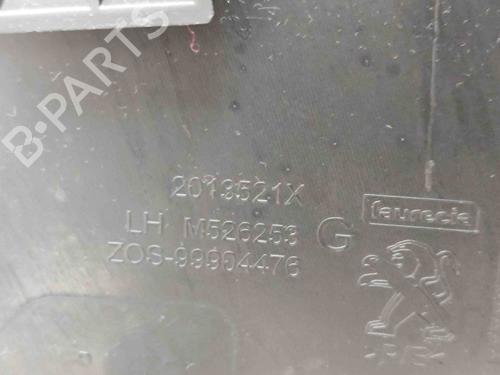 B-PARTS
2013521X
faurecia
LH M526253 G
ZOS-99904476